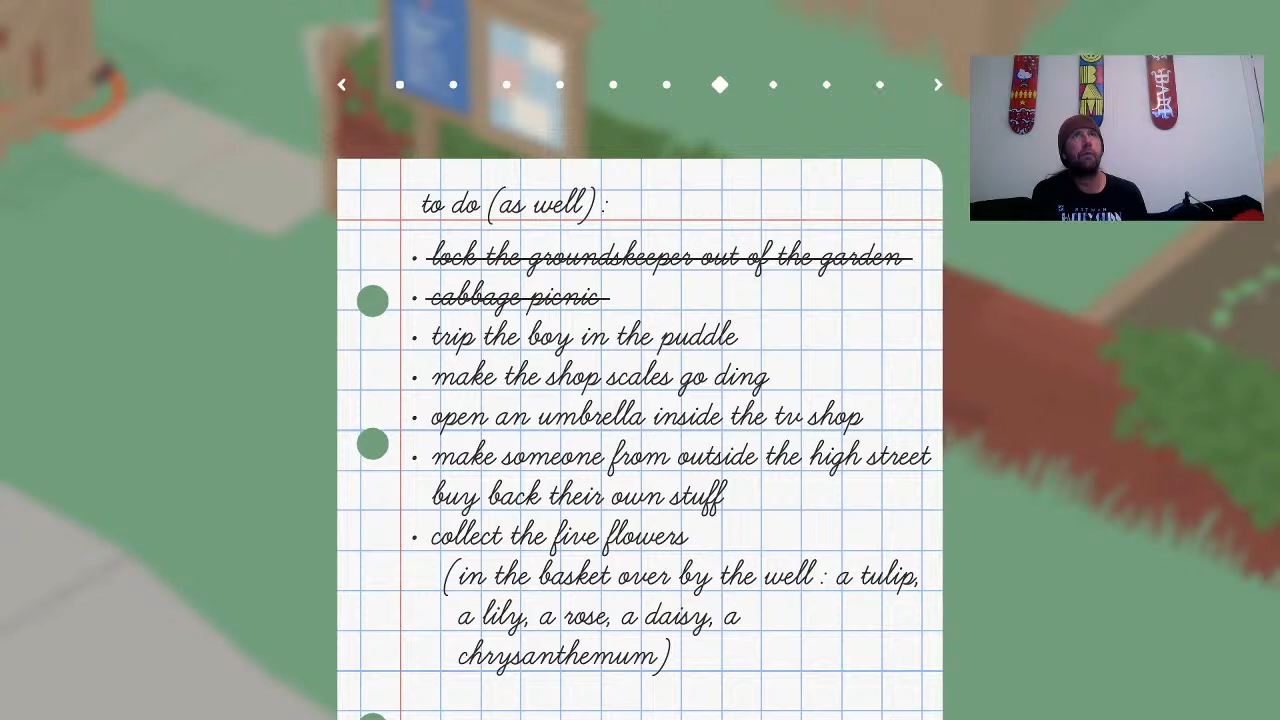 to do (as well) :
• lock the groundskeeper out of the garden
• cabbage picnic
• trip the boy in the puddle
• make the shop scales go ding
• open an umbrella inside the tv shop
• make someone from outside the high street
buy back their own stuff
• collect the five flowers
(in the basket over by the well : a tulip,
a lily, a rose, a daisy, a
chrysanthemum)